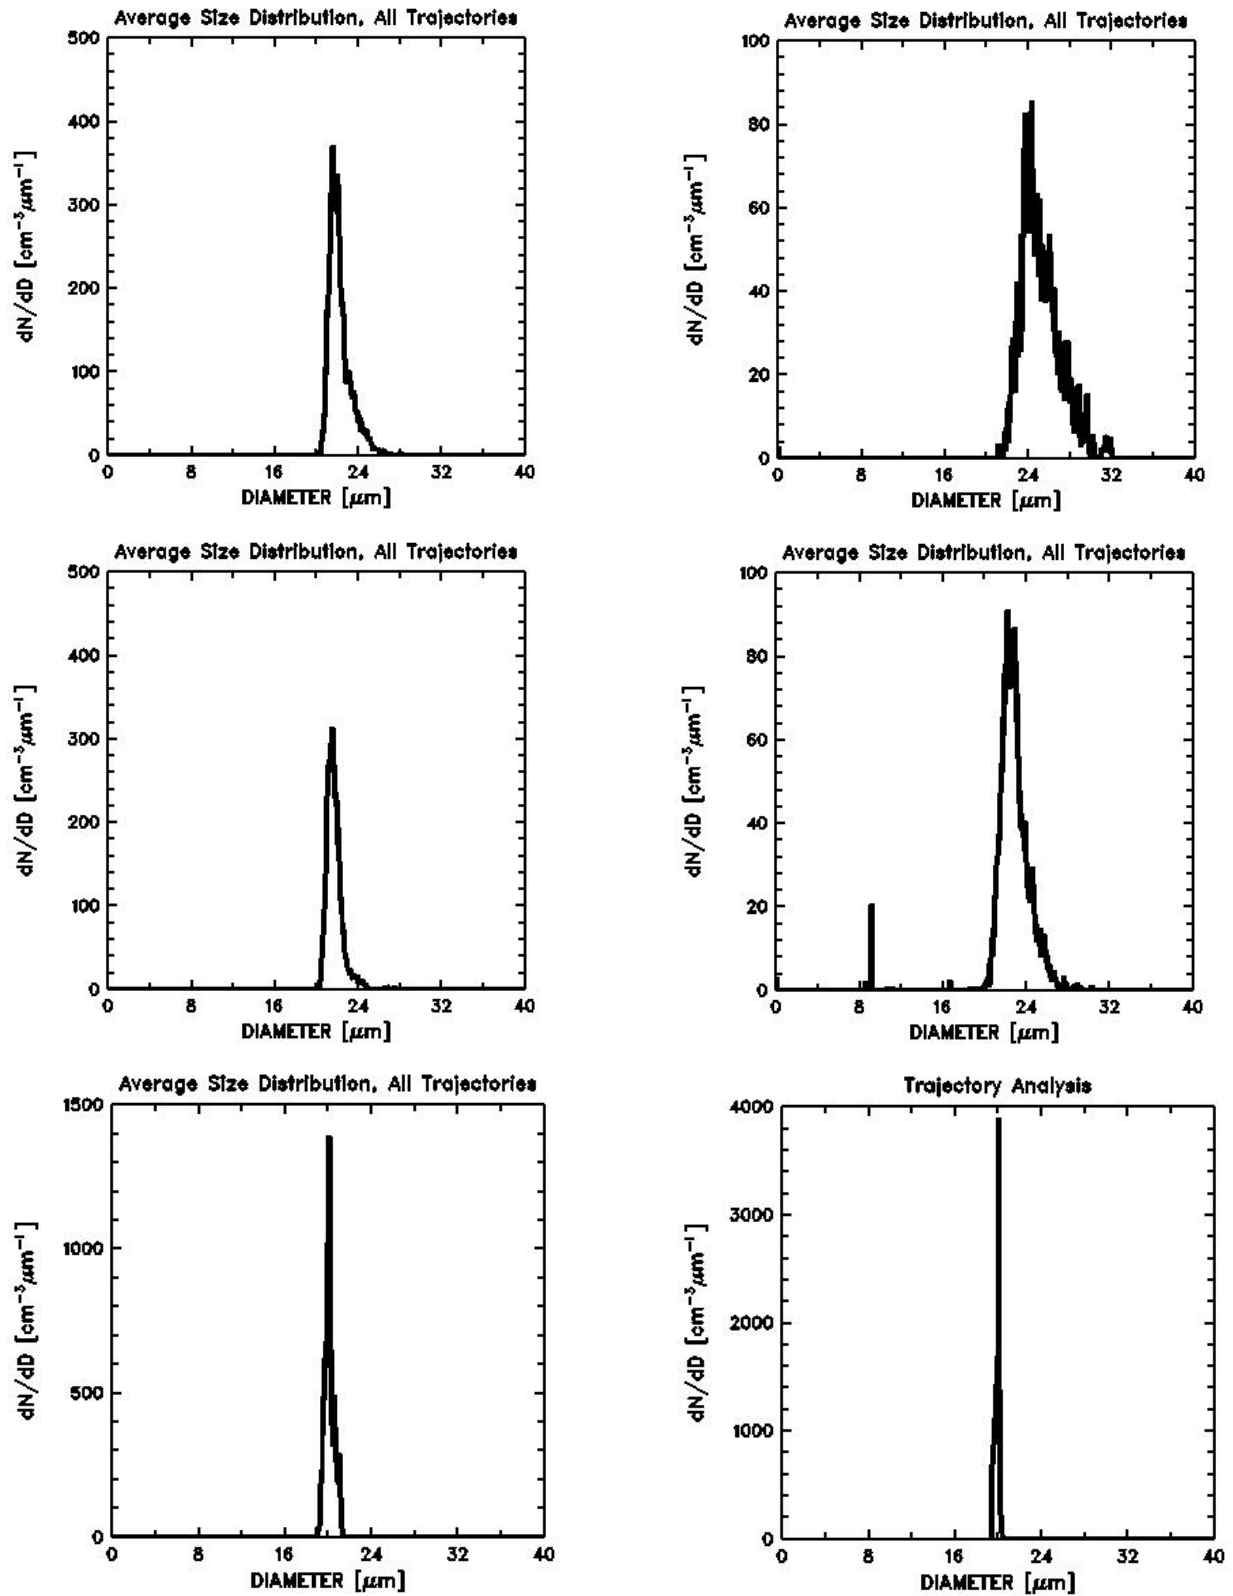 Average Size Distribution, All Trajectories
500
400
300
200
100
0
dN/dD [cm⁻³μm⁻¹]
0 8 16 24 32 40
DIAMETER [μm]
Average Size Distribution, All Trajectories
100
80
60
40
20
0
dN/dD [cm⁻³μm⁻¹]
0 8 16 24 32 40
DIAMETER [μm]
Average Size Distribution, All Trajectories
500
400
300
200
100
0
dN/dD [cm⁻³μm⁻¹]
0 8 16 24 32 40
DIAMETER [μm]
Average Size Distribution, All Trajectories
100
80
60
40
20
0
dN/dD [cm⁻³μm⁻¹]
0 8 16 24 32 40
DIAMETER [μm]
Average Size Distribution, All Trajectories
1500
1000
500
0
dN/dD [cm⁻³μm⁻¹]
0 8 16 24 32 40
DIAMETER [μm]
Trajectory Analysis
4000
3000
2000
1000
0
dN/dD [cm⁻³μm⁻¹]
0 8 16 24 32 40
DIAMETER [μm]